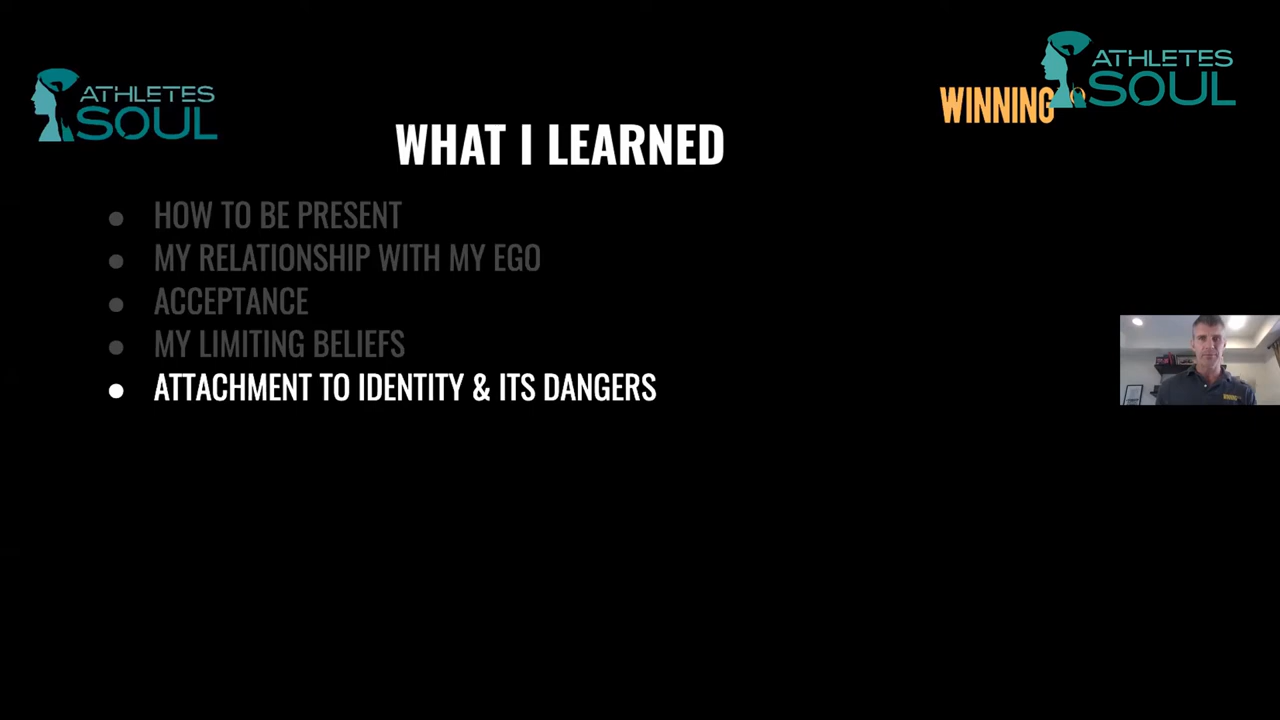 ATHLETES
SOUL
WINNING
ATHLETES
SOUL
WHAT I LEARNED
HOW TO BE PRESENT
MY RELATIONSHIP WITH MY EGO
ACCEPTANCE
MY LIMITING BELIEFS
ATTACHMENT TO IDENTITY & ITS DANGERS